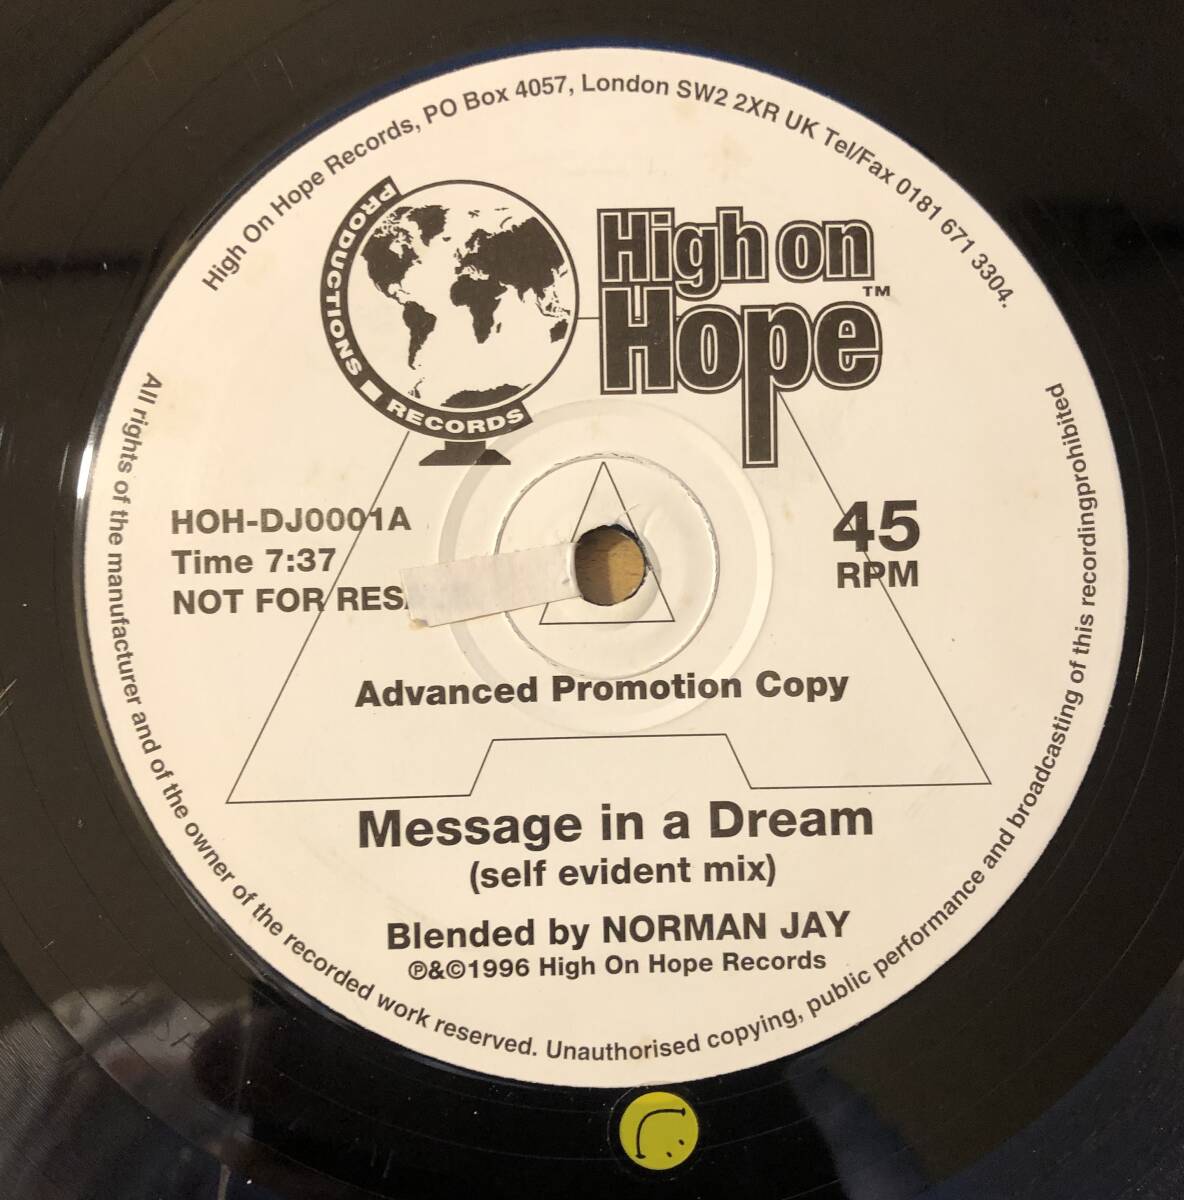 High On Hope Records, PO Box 4057, London SW2 2XR UK Tel/Fax 0181 671 3304.
PRODUCTIONS ■ RECORDS
High on
Hope™
HOH-DJ0001A
Time 7:37
NOT FOR
45
RPM
Advanced Promotion Copy
Message in a Dream
(self evident mix)
Blended by NORMAN JAY
℗&©1996 High On Hope Records
All rights of the manufacturer and of the owner of the recorded work reserved. Unauthorised copying, public performance and broadcasting of this recordingprohibited